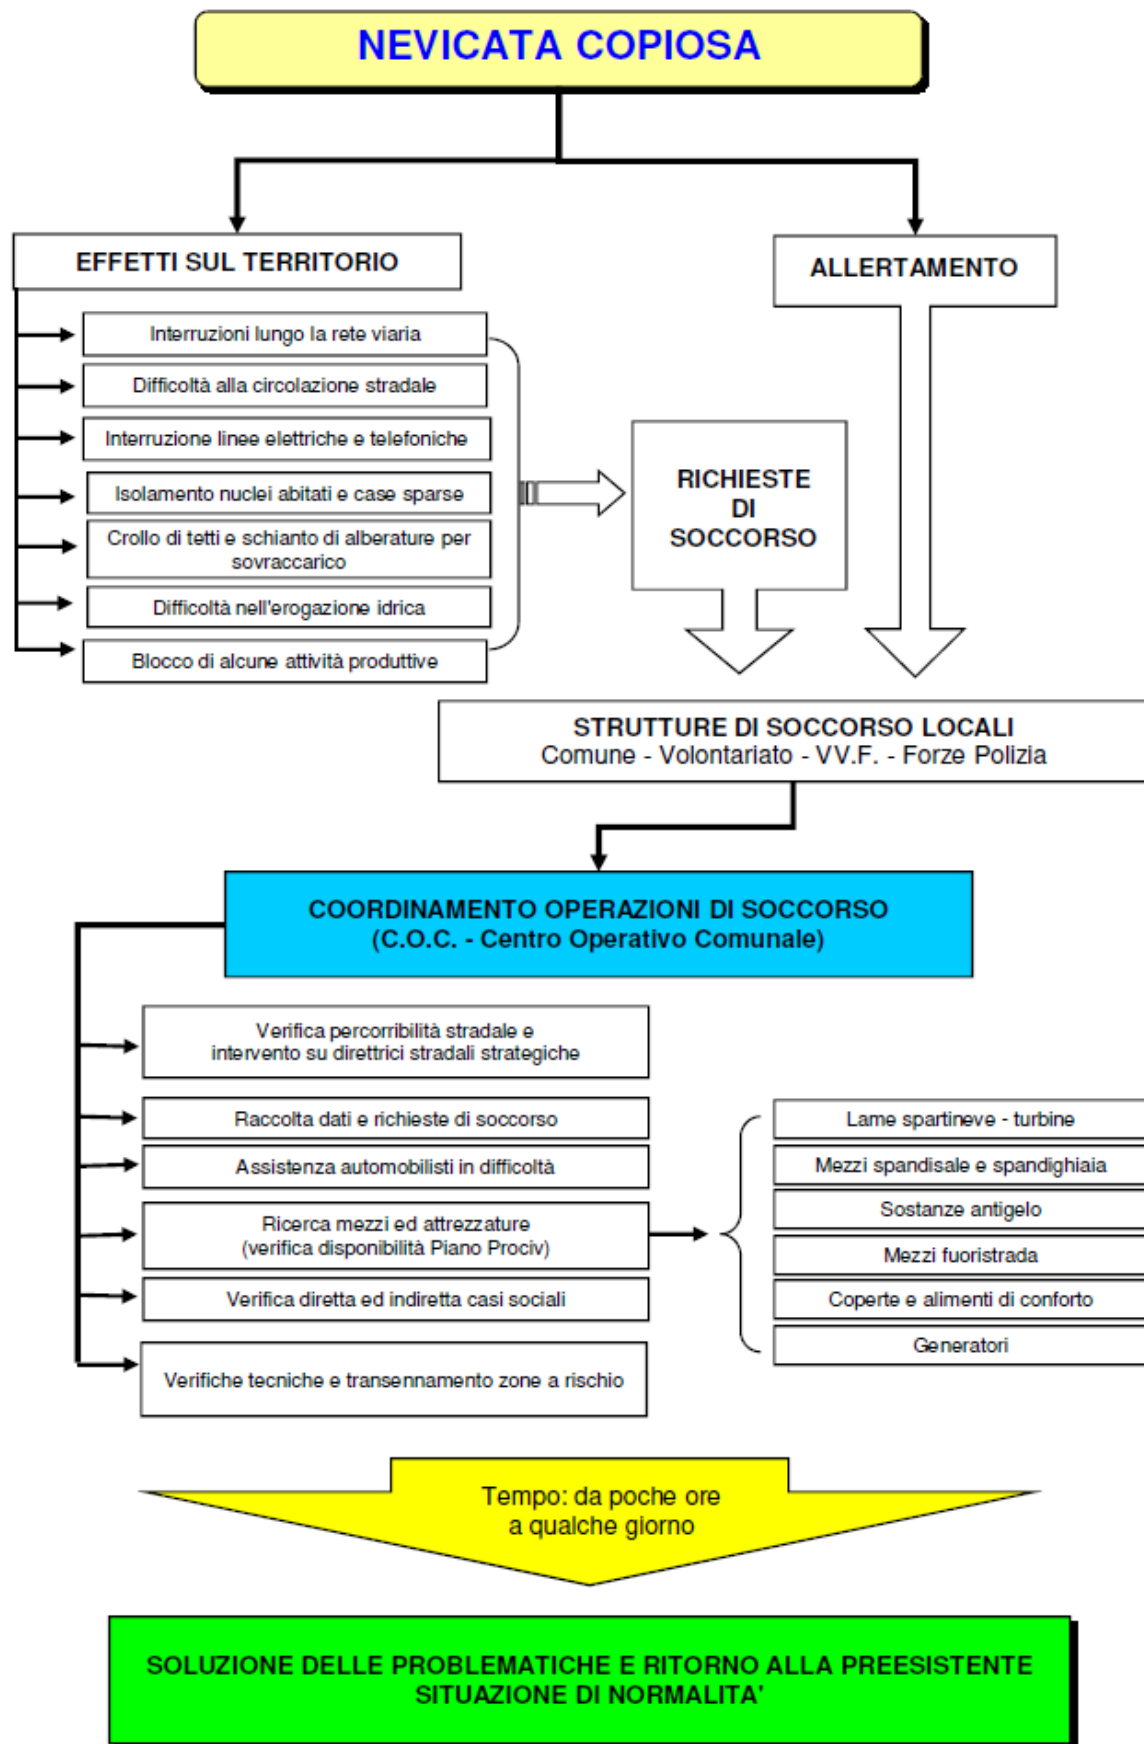 NEVICATA COPIOSA
EFFETTI SUL TERRITORIO
ALLERTAMENTO
Interruzioni lungo la rete viaria
Difficoltà alla circolazione stradale
Interruzione linee elettriche e telefoniche
Isolamento nuclei abitati e case sparse
Crollo di tetti e schianto di alberature per
sovraccarico
Difficoltà nell'erogazione idrica
Blocco di alcune attività produttive
RICHIESTE
DI
SOCCORSO
STRUTTURE DI SOCCORSO LOCALI
Comune - Volontariato - VV.F. - Forze Polizia
COORDINAMENTO OPERAZIONI DI SOCCORSO
(C.O.C. - Centro Operativo Comunale)
Verifica percorribilità stradale e
intervento su direttrici stradali strategiche
Raccolta dati e richieste di soccorso
Assistenza automobilisti in difficoltà
Ricerca mezzi ed attrezzature
(verifica disponibilità Piano Prociv)
Verifica diretta ed indiretta casi sociali
Verifiche tecniche e transennamento zone a rischio
Lame spartineve - turbine
Mezzi spandisale e spandighiaia
Sostanze antigelo
Mezzi fuoristrada
Coperte e alimenti di conforto
Generatori
Tempo: da poche ore
a qualche giorno
SOLUZIONE DELLE PROBLEMATICHE E RITORNO ALLA PREESISTENTE
SITUAZIONE DI NORMALITA'